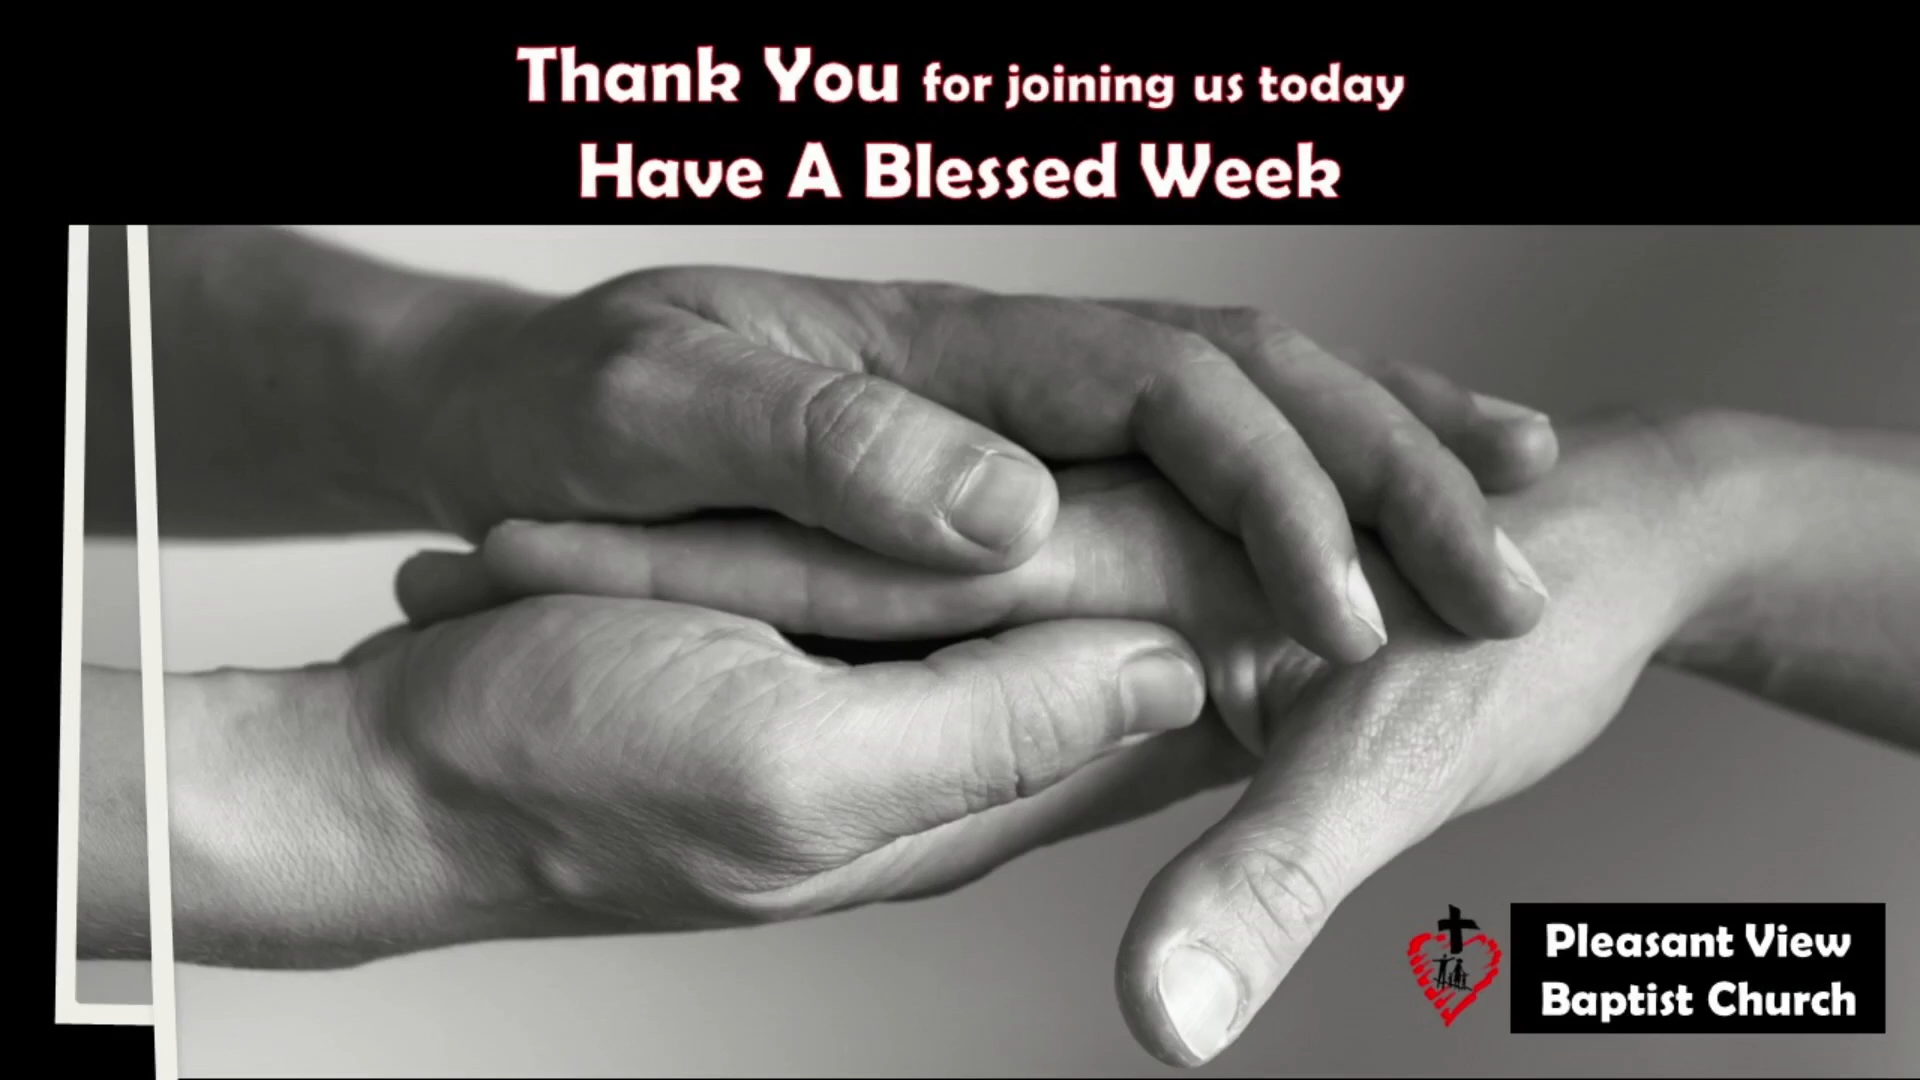 Thank You for joining us today
Have A Blessed Week
Pleasant View
Baptist Church